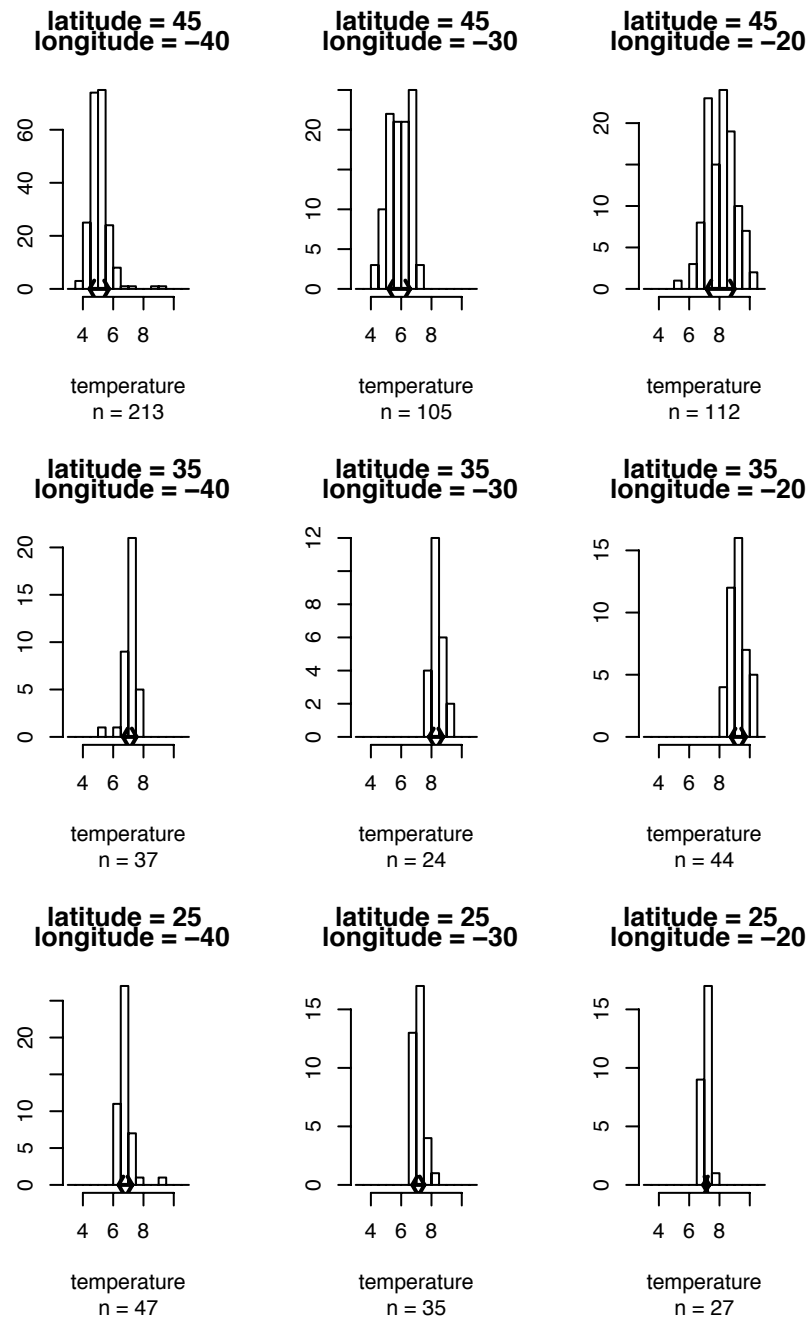 latitude = 45
longitude = −40
60
40
20
0
4 6 8
temperature
n = 213
latitude = 45
longitude = −30
20
10
5
0
4 6 8
temperature
n = 105
latitude = 45
longitude = −20
20
10
5
0
4 6 8
temperature
n = 112
latitude = 35
longitude = −40
20
15
10
5
0
4 6 8
temperature
n = 37
latitude = 35
longitude = −30
12
8
6
4
2
0
4 6 8
temperature
n = 24
latitude = 35
longitude = −20
15
10
5
0
4 6 8
temperature
n = 44
latitude = 25
longitude = −40
20
10
5
0
4 6 8
temperature
n = 47
latitude = 25
longitude = −30
15
10
5
0
4 6 8
temperature
n = 35
latitude = 25
longitude = −20
15
10
5
0
4 6 8
temperature
n = 27